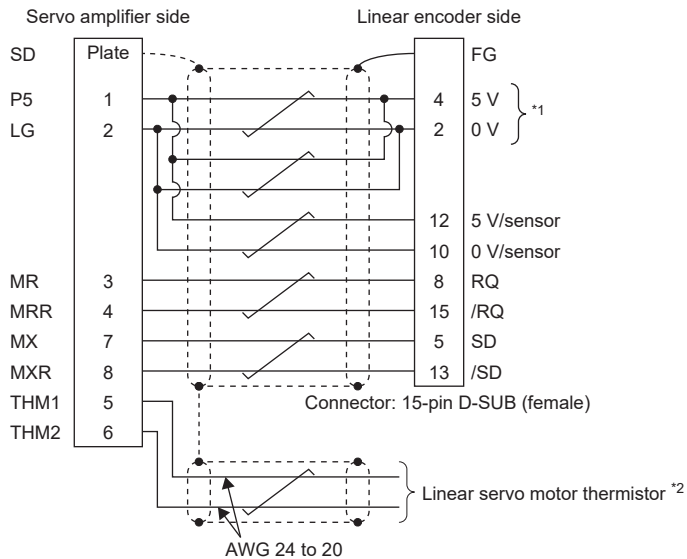 Servo amplifier side
Linear encoder side
SD Plate FG
P5 1 4 5 V
*1
LG 2 2 0 V
12 5 V/sensor
10 0 V/sensor
MR 3 8 RQ
MRR 4 15 /RQ
MX 7 5 SD
MXR 8 13 /SD
THM1 5
Connector: 15-pin D-SUB (female)
THM2 6
Linear servo motor thermistor *2
AWG 24 to 20